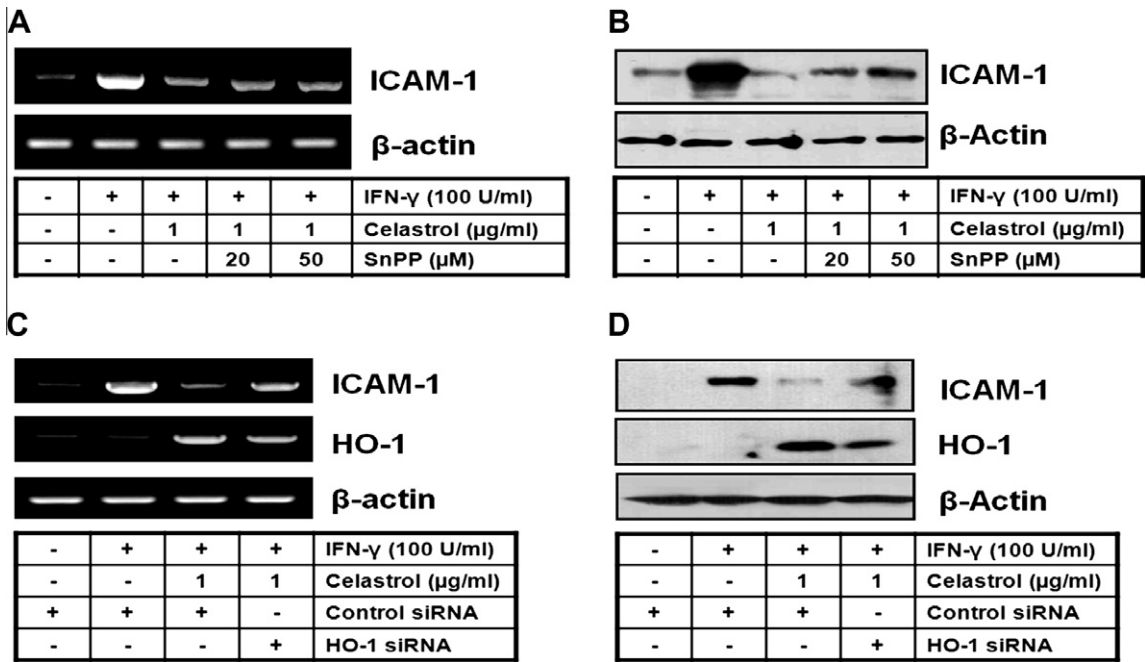 A
ICAM-1
β-actin
- + + + + IFN-γ (100 U/ml)
- - 1 1 1 Celastrol (μg/ml)
- - - 20 50 SnPP (μM)
B
ICAM-1
β-Actin
- + + + + IFN-γ (100 U/ml)
- - 1 1 1 Celastrol (μg/ml)
- - - 20 50 SnPP (μM)
C
ICAM-1
HO-1
β-actin
- + + + IFN-γ (100 U/ml)
- - 1 1 Celastrol (μg/ml)
+ + + - Control siRNA
- - - + HO-1 siRNA
D
ICAM-1
HO-1
β-Actin
- + + + IFN-γ (100 U/ml)
- - 1 1 Celastrol (μg/ml)
+ + + - Control siRNA
- - - + HO-1 siRNA